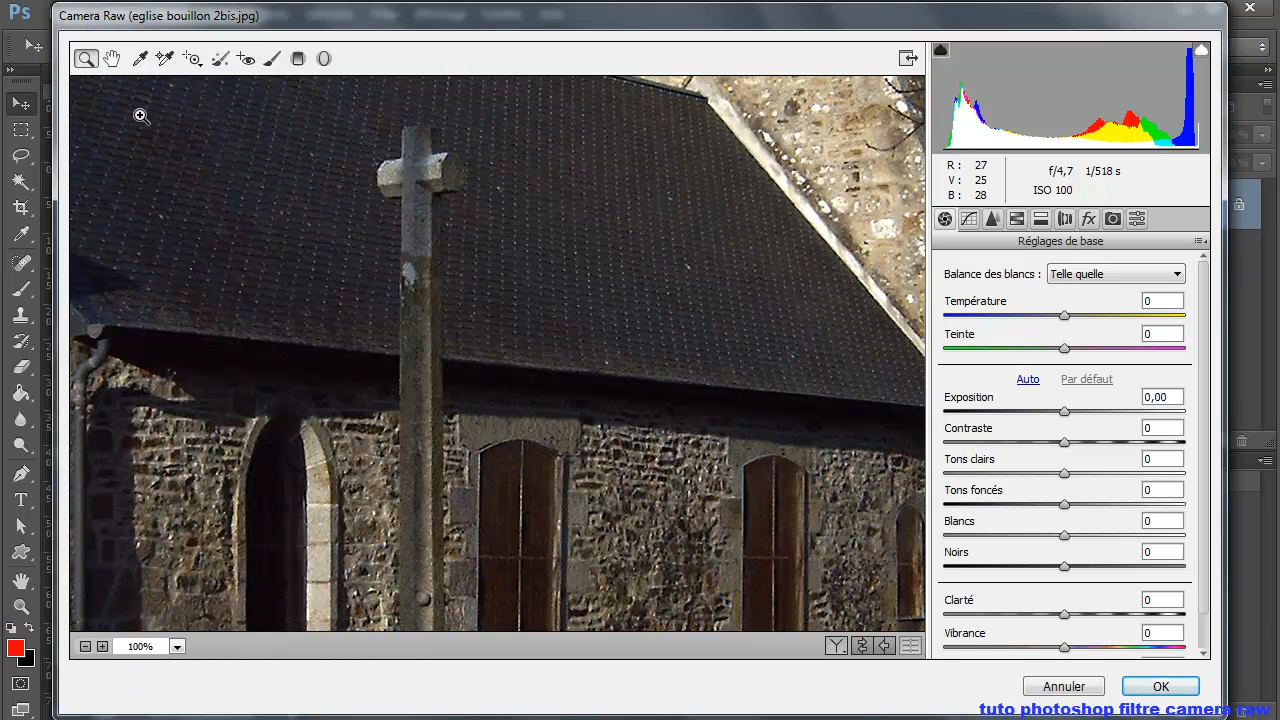 Ps
Camera Raw (eglise bouillon 2bis.jpg)
R : 27
V : 25
B : 28
f/4,7 1/518 s
ISO 100
fx
Réglages de base
Balance des blancs : Telle quelle
Température 0
Teinte 0
Auto Par défaut
Exposition 0,00
Contraste 0
Tons clairs 0
Tons foncés 0
Blancs 0
Noirs 0
Clarté 0
Vibrance 0
100%
Annuler OK
tuto photoshop filtre camera raw